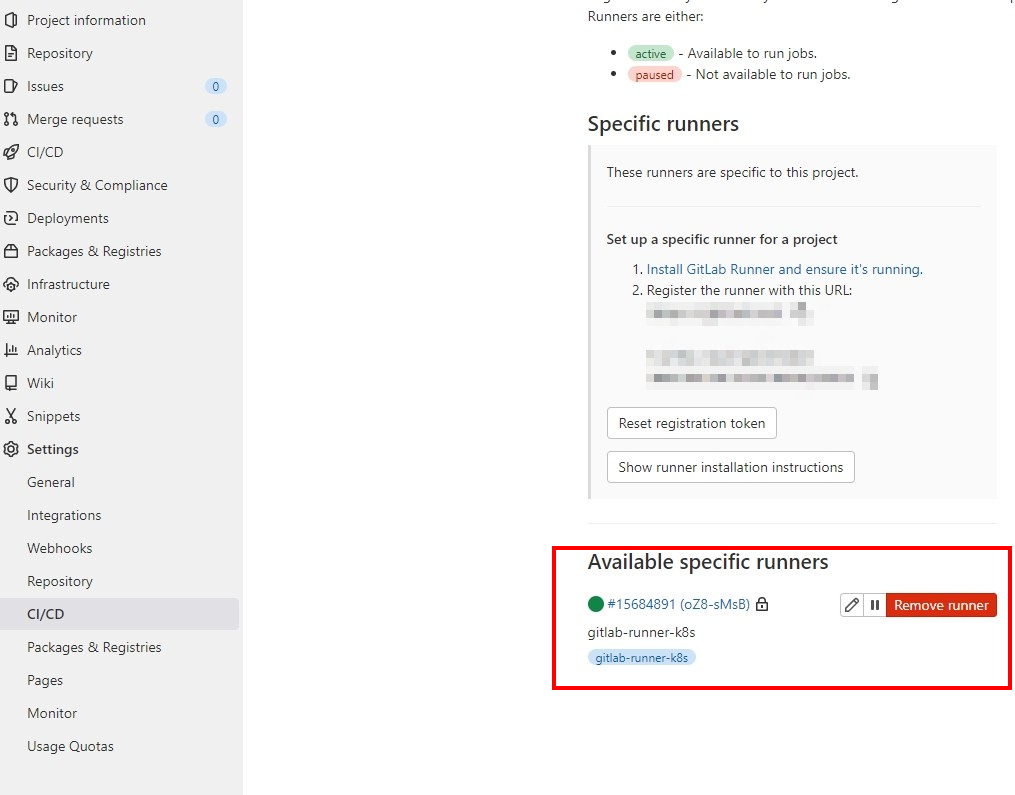 Project information
Repository
Issues 0
Merge requests 0
CI/CD
Security & Compliance
Deployments
Packages & Registries
Infrastructure
Monitor
Analytics
Wiki
Snippets
Settings
General
Integrations
Webhooks
Repository
CI/CD
Packages & Registries
Pages
Monitor
Usage Quotas
Runners are either:
active - Available to run jobs.
paused - Not available to run jobs.
Specific runners
These runners are specific to this project.
Set up a specific runner for a project
1. Install GitLab Runner and ensure it's running.
2. Register the runner with this URL:
Reset registration token
Show runner installation instructions
Available specific runners
#15684891 (oZ8-sMsB) Remove runner
gitlab-runner-k8s
gitlab-runner-k8s